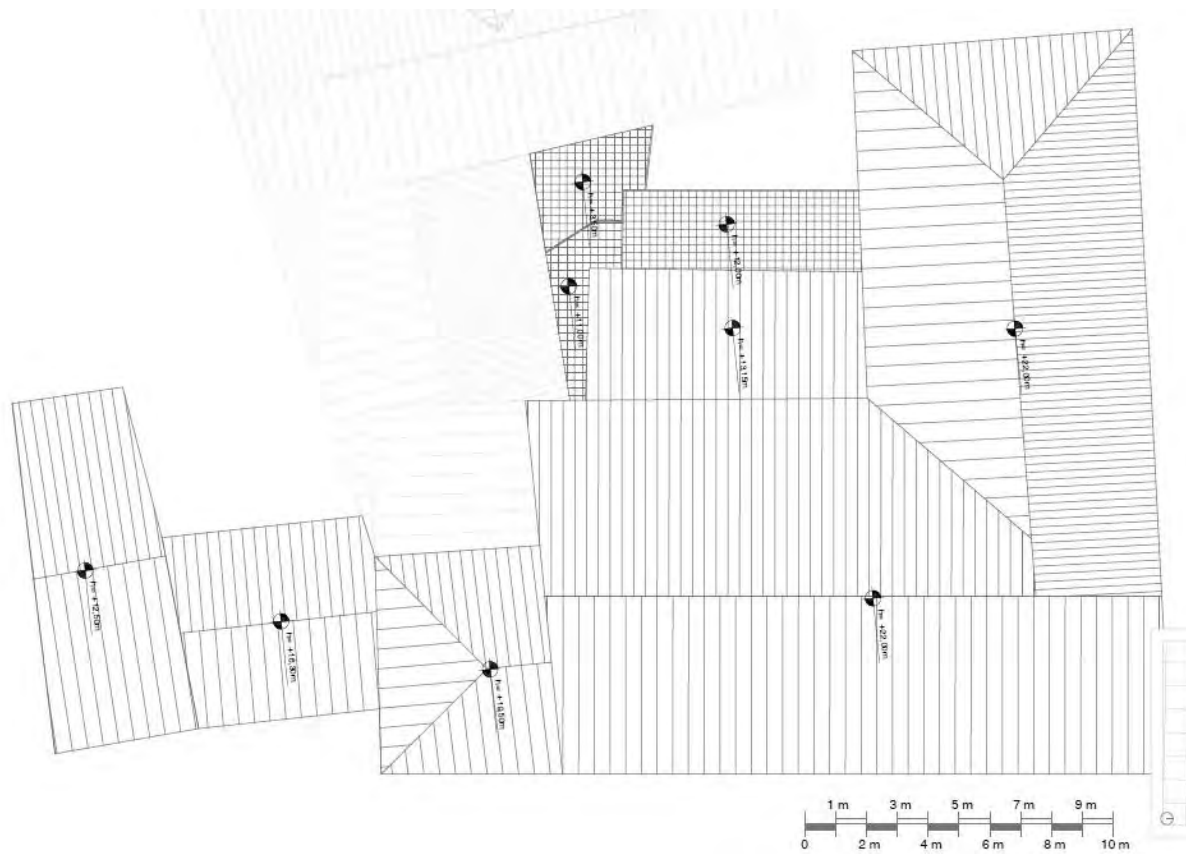 h= +12,00m
h= +11,00m
h= +13,15m
h= +22,00m
h= +12,50m
h= +16,30m
h= +22,00m
h= +19,50m
1 m 3 m 5 m 7 m 9 m
0 2 m 4 m 6 m 8 m 10 m